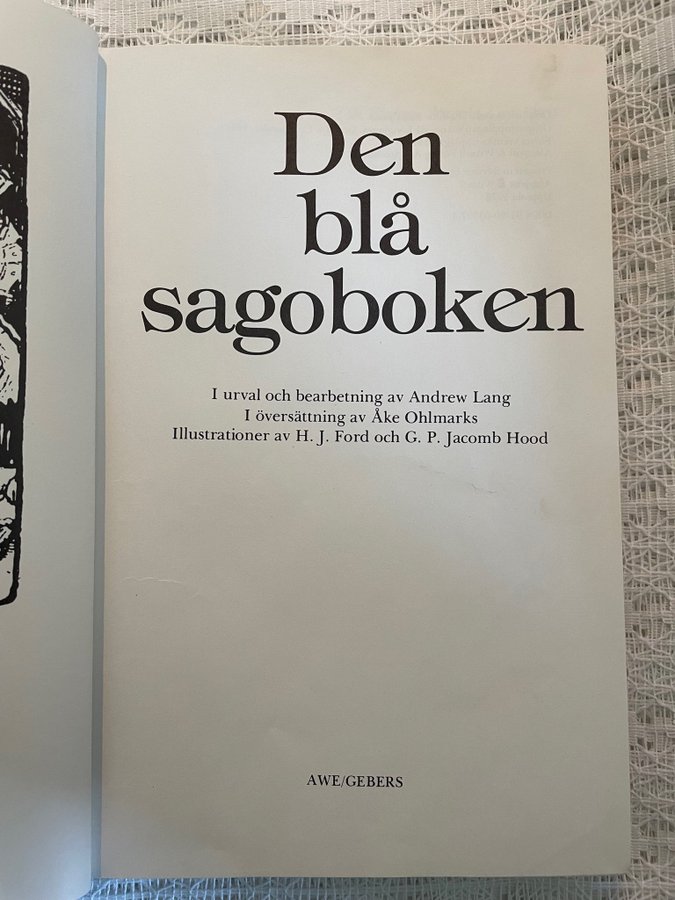 Den
blå
sagoboken
I urval och bearbetning av Andrew Lang
I översättning av Åke Ohlmarks
Illustrationer av H. J. Ford och G. P. Jacomb Hood
AWE/GEBERS